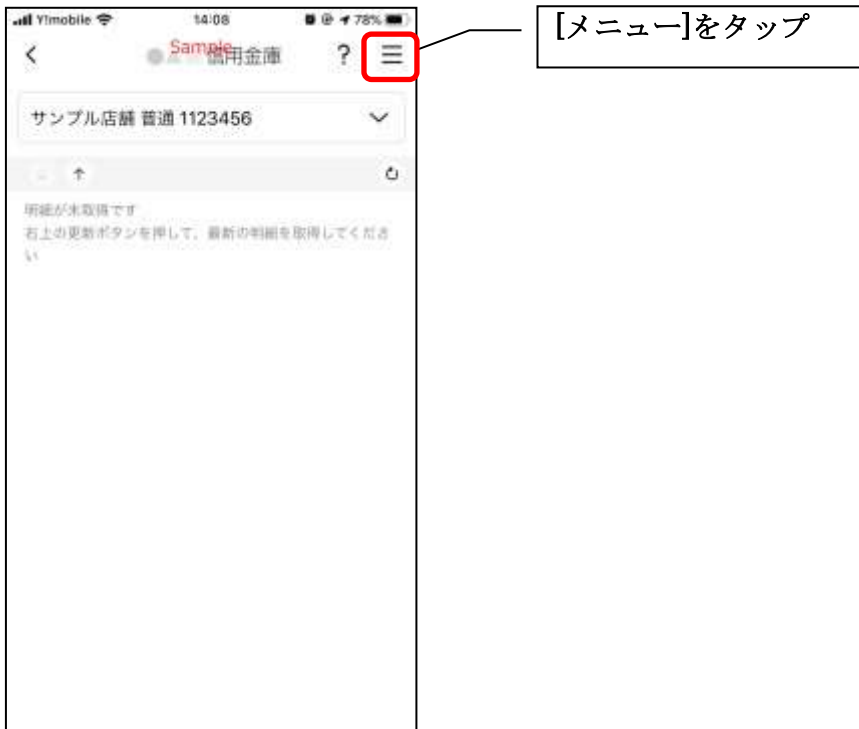 Y!mobile 14:08 78%
Sample 信用金庫 ?
[メニュー]をタップ
サンプル店舗 普通 1123456
明細が未取得です
右上の更新ボタンを押して、最新の明細を取得してくださ
い